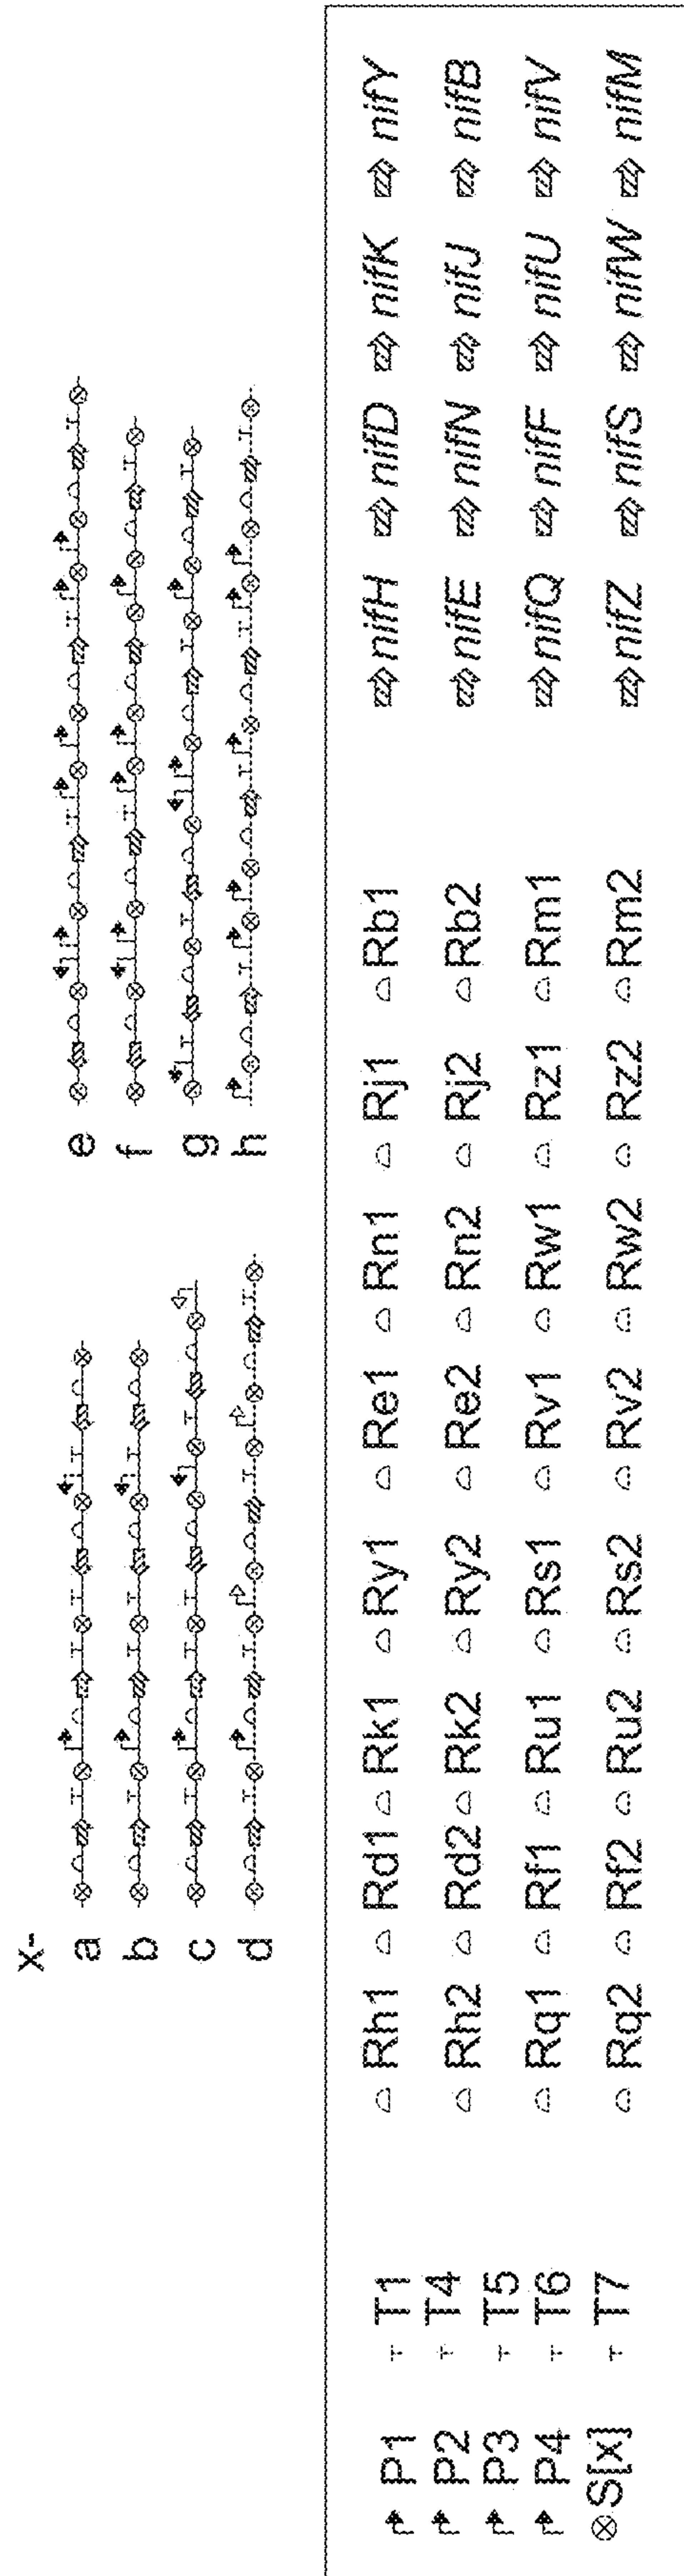 x-
a
b
c
d
e
f
g
h
P1 T1 Rh1 Rd1 Rk1 Ry1 Re1 Rn1 Rj1 Rb1 nifH nifD nifK nifY
P2 T4 Rh2 Rd2 Rk2 Ry2 Re2 Rn2 Rj2 Rb2 nifE nifN nifJ nifB
P3 T5 Rq1 Rf1 Ru1 Rs1 Rv1 Rw1 Rz1 Rm1 nifQ nifF nifU nifV
P4 T6
S[x] T7 Rq2 Rf2 Ru2 Rs2 Rv2 Rw2 Rz2 Rm2 nifZ nifS nifW nifM